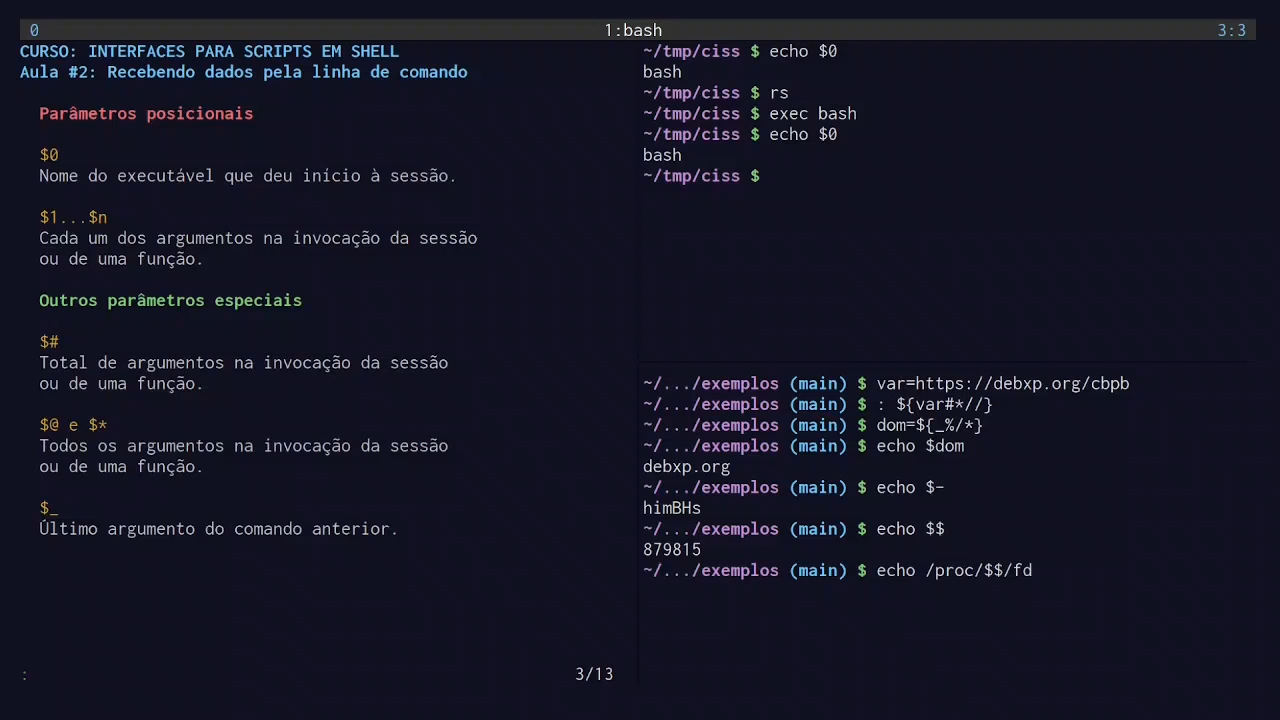 0 1:bash 3:3
CURSO: INTERFACES PARA SCRIPTS EM SHELL
Aula #2: Recebendo dados pela linha de comando
Parâmetros posicionais
$0
Nome do executável que deu início à sessão.
$1...$n
Cada um dos argumentos na invocação da sessão
ou de uma função.
Outros parâmetros especiais
$#
Total de argumentos na invocação da sessão
ou de uma função.
$@ e $*
Todos os argumentos na invocação da sessão
ou de uma função.
$_
Último argumento do comando anterior.
: 3/13
~/tmp/ciss $ echo $0
bash
~/tmp/ciss $ rs
~/tmp/ciss $ exec bash
~/tmp/ciss $ echo $0
bash
~/tmp/ciss $
~/.../exemplos (main) $ var=https://debxp.org/cbpb
~/.../exemplos (main) $ : ${var#*//}
~/.../exemplos (main) $ dom=${_%/*}
~/.../exemplos (main) $ echo $dom
debxp.org
~/.../exemplos (main) $ echo $-
himBHs
~/.../exemplos (main) $ echo $$
879815
~/.../exemplos (main) $ echo /proc/$$/fd